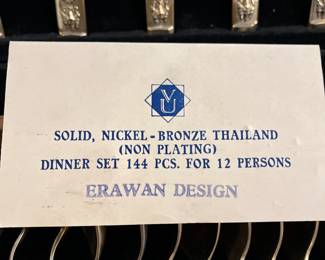 VU
SOLID, NICKEL-BRONZE THAILAND
(NON PLATING)
DINNER SET 144 PCS. FOR 12 PERSONS
ERAWAN DESIGN